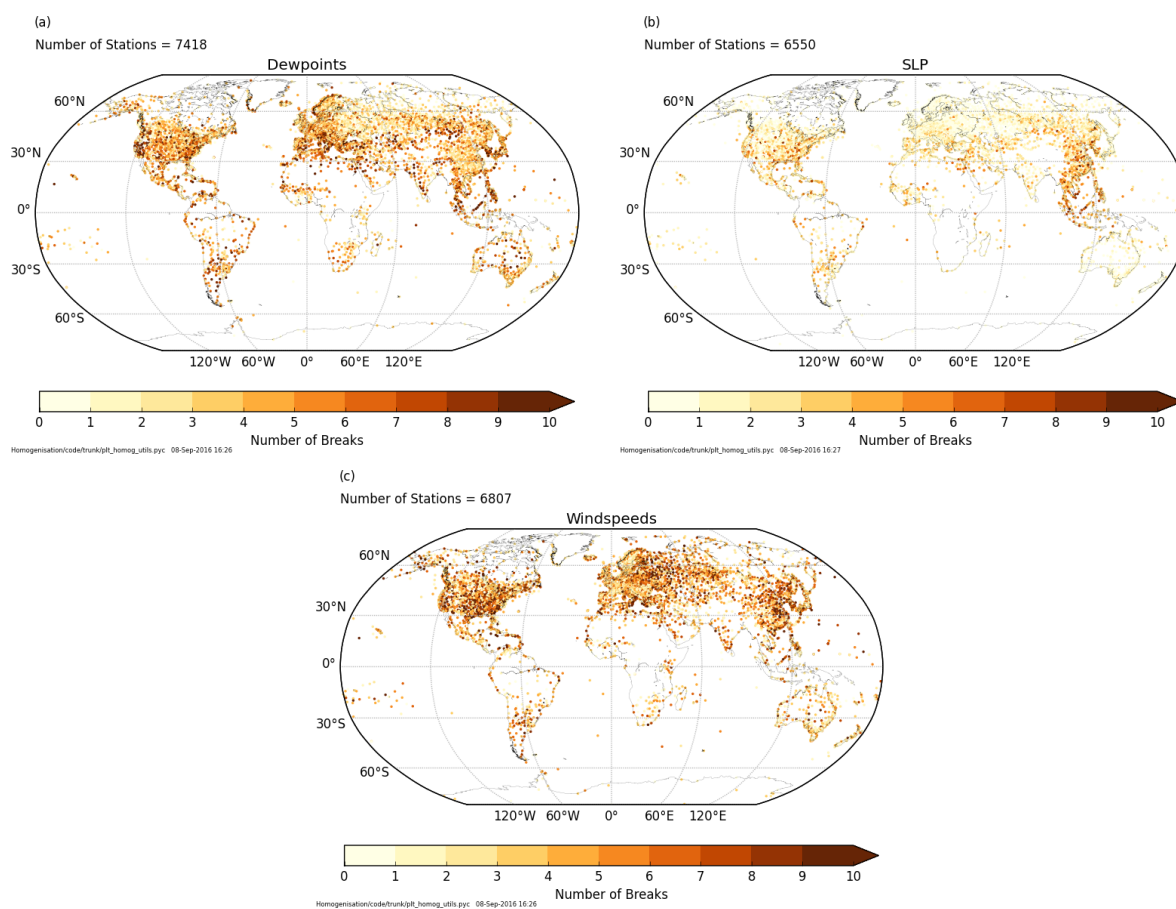 (a)
Number of Stations = 7418
Dewpoints
60°N
30°N
0°
30°S
60°S
120°W 60°W 0° 60°E 120°E
0 1 2 3 4 5 6 7 8 9 10
Number of Breaks
Homogenisation/code/trunk/plt_homog_utils.pyc 08-Sep-2016 16:26
(b)
Number of Stations = 6550
SLP
60°N
30°N
0°
30°S
60°S
120°W 60°W 0° 60°E 120°E
0 1 2 3 4 5 6 7 8 9 10
Number of Breaks
Homogenisation/code/trunk/plt_homog_utils.pyc 08-Sep-2016 16:27
(c)
Number of Stations = 6807
Windspeeds
60°N
30°N
0°
30°S
60°S
120°W 60°W 0° 60°E 120°E
0 1 2 3 4 5 6 7 8 9 10
Number of Breaks
Homogenisation/code/trunk/plt_homog_utils.pyc 08-Sep-2016 16:26